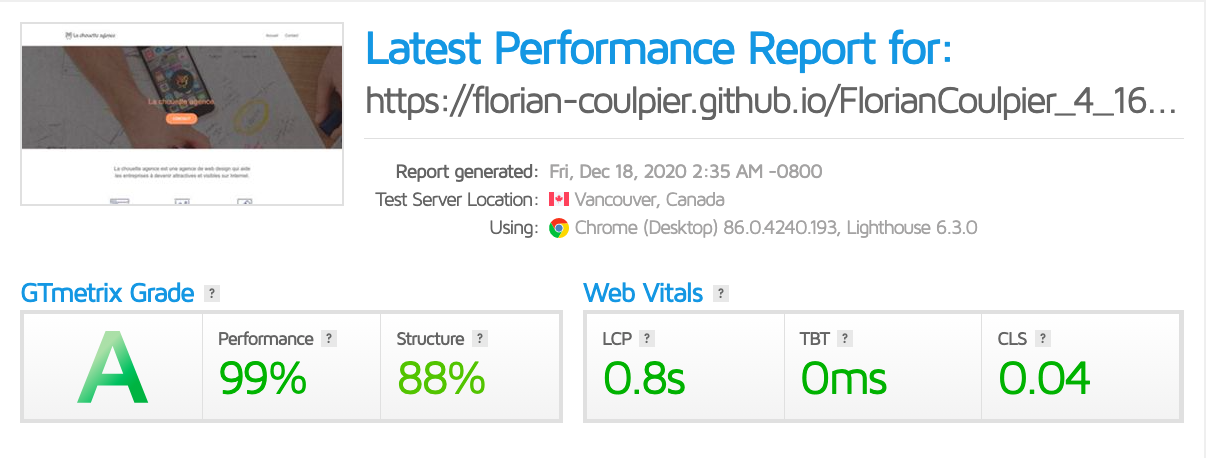 La chouette agence
Accueil Contact
La chouette agence
CONTACT
La chouette agence est une agence de web design qui aide
les entreprises à devenir attractives et visibles sur Internet.
Latest Performance Report for:
https://florian-coulpier.github.io/FlorianCoulpier_4_16...
Report generated: Fri, Dec 18, 2020 2:35 AM -0800
Test Server Location: Vancouver, Canada
Using: Chrome (Desktop) 86.0.4240.193, Lighthouse 6.3.0
GTmetrix Grade ?
A
Performance ?
99%
Structure ?
88%
Web Vitals ?
LCP ?
0.8s
TBT ?
0ms
CLS ?
0.04